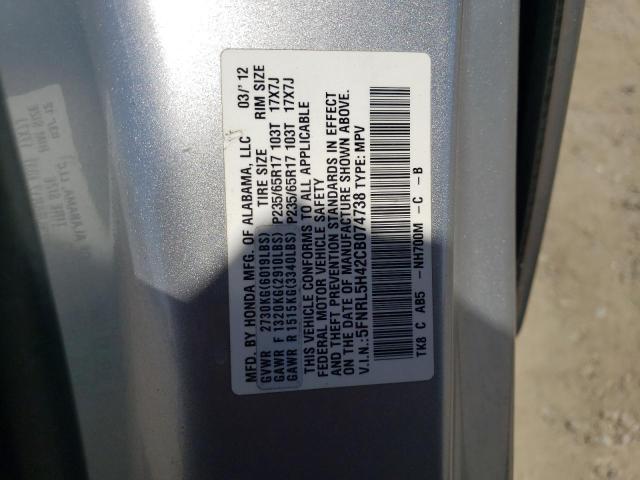 MFD. BY HONDA MFG. OF ALABAMA, LLC 03/'12
TIRE SIZE RIM SIZE
GVWR 2730KG(6019LBS)
GAWR F 1320KG(2910LBS) P235/65R17 103T 17X7J
GAWR R 1515KG(3340LBS) P235/65R17 103T 17X7J
THIS VEHICLE CONFORMS TO ALL APPLICABLE
FEDERAL MOTOR VEHICLE SAFETY
AND THEFT PREVENTION STANDARDS IN EFFECT
ON THE DATE OF MANUFACTURE SHOWN ABOVE.
V.I.N.:5FNRL5H42CB074738 TYPE: MPV
TK8 C AB5 -NH700M -C -B